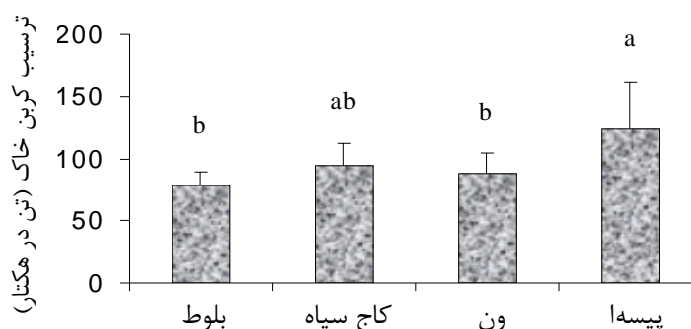 ترسیب کربن خاک (تن در هکتار)
200
150
100
50
0
b
ab
b
a
بلوط
کاج سیاه
ون
پیسه‌ا